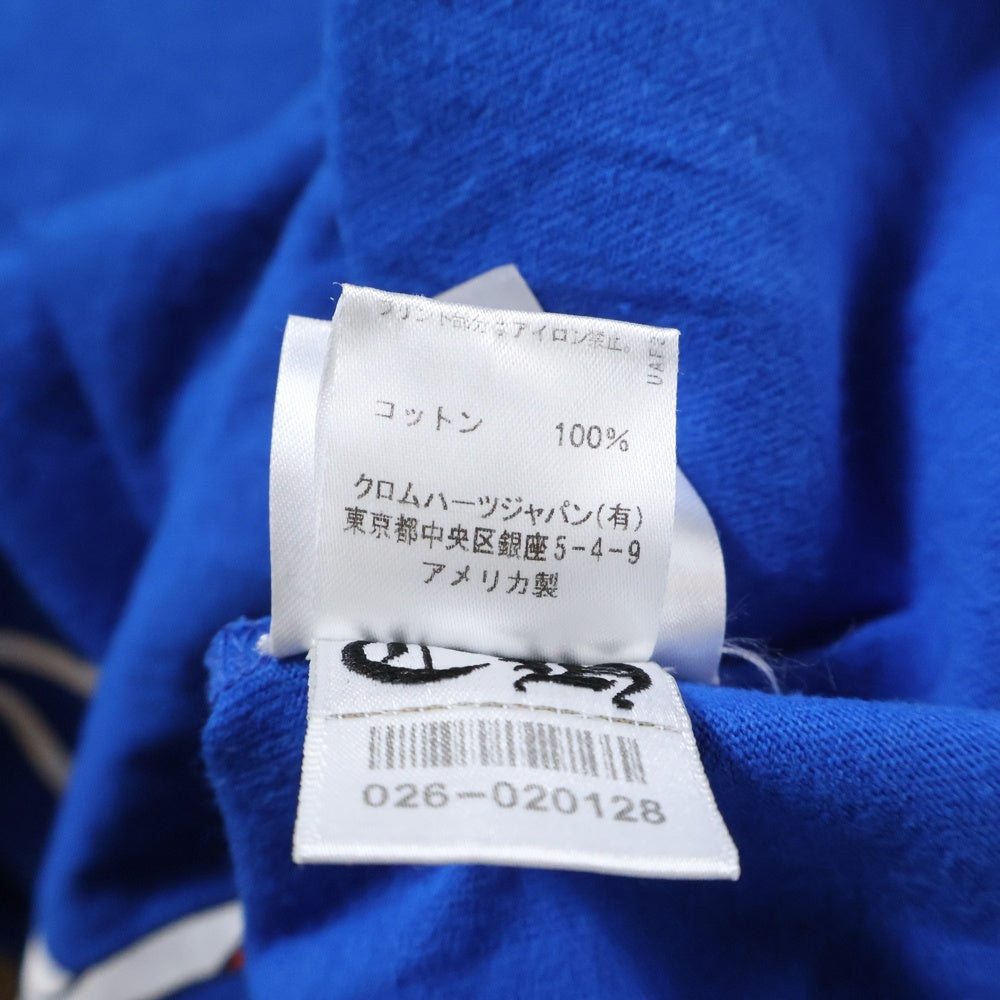 プリント部分はアイロン禁止。
コットン 100%
クロムハーツジャパン(有)
東京都中央区銀座5-4-9
アメリカ製
026-020128